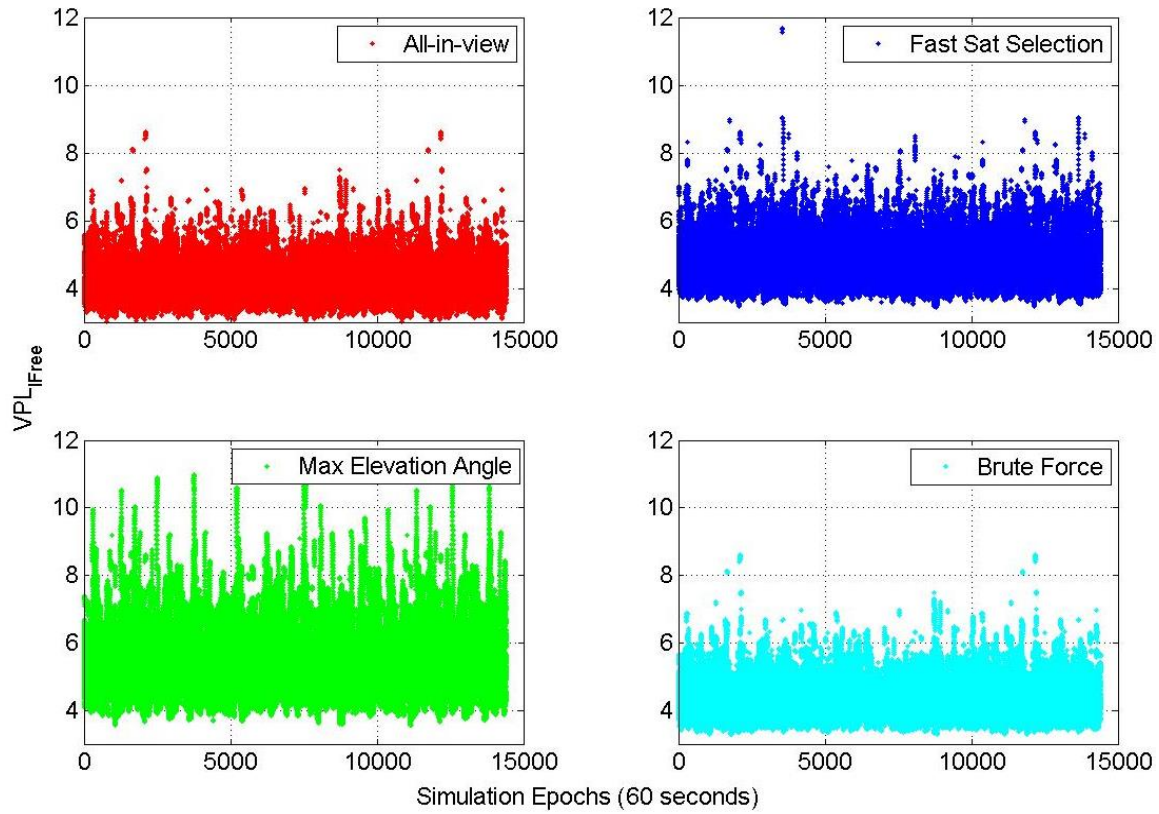 12
10
8
6
4
All-in-view
0 5000 10000 15000
12
10
8
6
4
Fast Sat Selection
0 5000 10000 15000
VPL_IFree
12
10
8
6
4
Max Elevation Angle
0 5000 10000 15000
12
10
8
6
4
Brute Force
0 5000 10000 15000
Simulation Epochs (60 seconds)